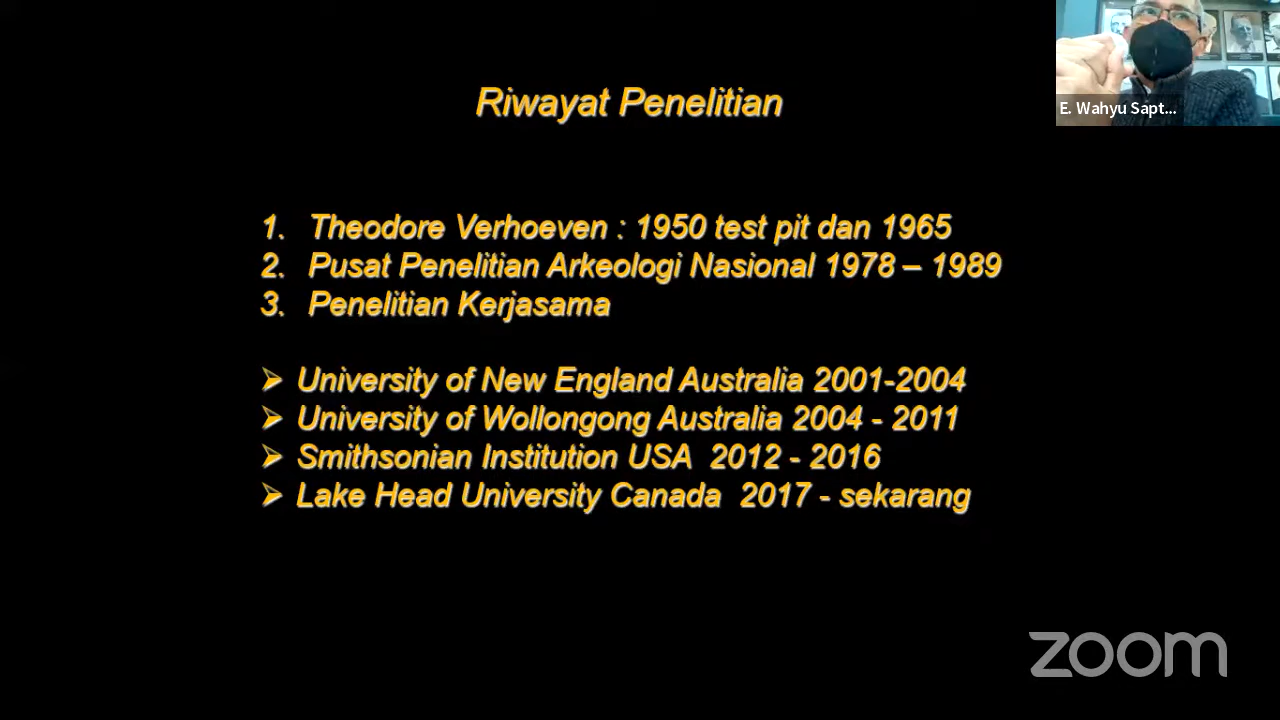 Riwayat Penelitian
E. Wahyu Sapt...
1. Theodore Verhoeven : 1950 test pit dan 1965
2. Pusat Penelitian Arkeologi Nasional 1978 – 1989
3. Penelitian Kerjasama
➢ University of New England Australia 2001-2004
➢ University of Wollongong Australia 2004 - 2011
➢ Smithsonian Institution USA 2012 - 2016
➢ Lake Head University Canada 2017 - sekarang
zoom